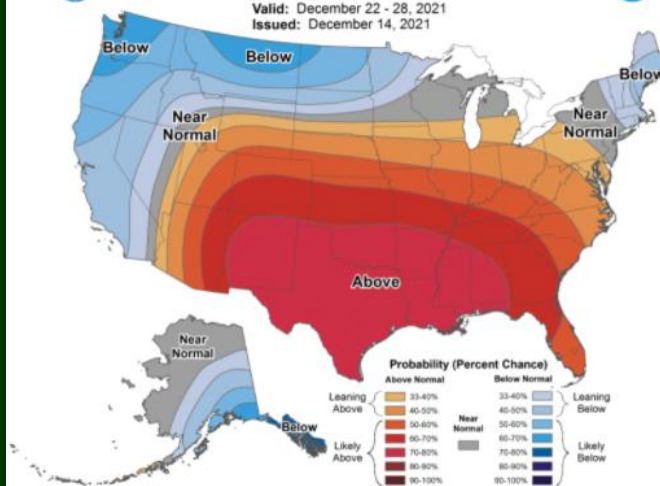 Valid: December 22 - 28, 2021
Issued: December 14, 2021
Below
Below
Below
Near
Normal
Near
Normal
Above
Near
Normal
Below
Probability (Percent Chance)
Above Normal
Below Normal
Leaning
Above
33-40%
40-50%
50-60%
Likely
Above
60-70%
70-80%
80-90%
90-100%
Near
Normal
33-40%
40-50%
50-60%
60-70%
70-80%
80-90%
90-100%
Leaning
Below
Likely
Below